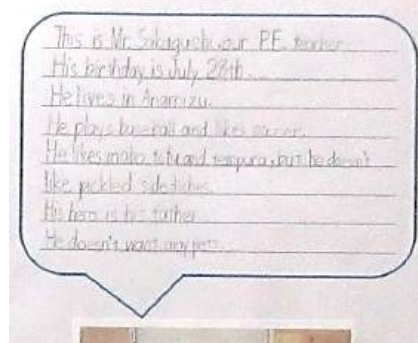 This is Mr. Sakaguchi, our P.E. teacher.
His birthday is July 28th.
He lives in Anamizu.
He plays baseball and likes soccer.
He likes mabo tofu and tempura, but he doesn't
like pickled side dishes.
His hero is his father.
He doesn't want any pets.